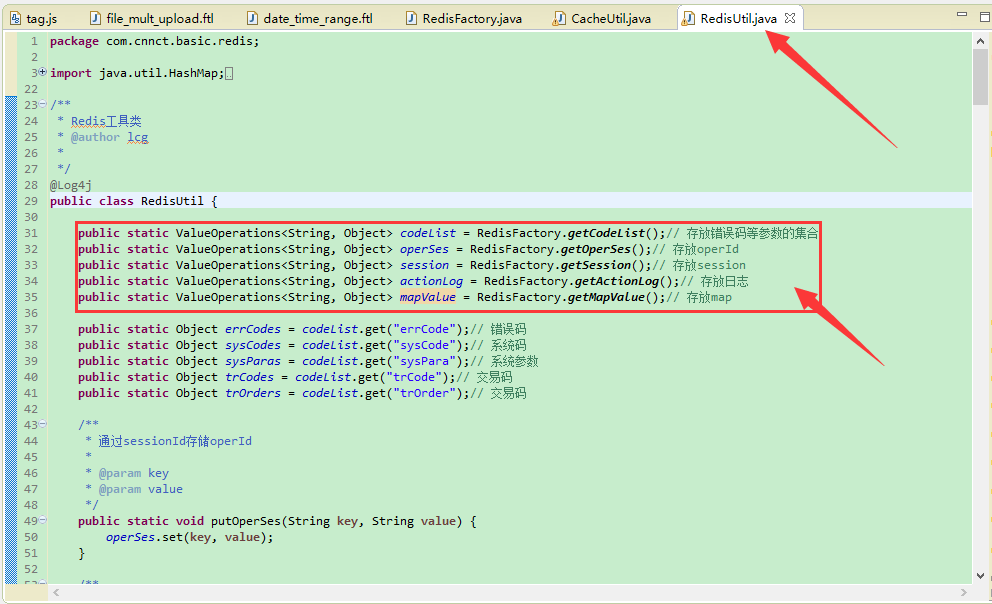 tag.js file_mult_upload.ftl date_time_range.ftl RedisFactory.java CacheUtil.java RedisUtil.java
1 package com.cnnct.basic.redis;
2
3 import java.util.HashMap;
22
23 /**
24 * Redis工具类
25 * @author lcg
26 *
27 */
28 @Log4j
29 public class RedisUtil {
30
31 public static ValueOperations<String, Object> codeList = RedisFactory.getCodeList();// 存放错误码等参数的集合
32 public static ValueOperations<String, Object> operSes = RedisFactory.getOperSes();// 存放operId
33 public static ValueOperations<String, Object> session = RedisFactory.getSession();// 存放session
34 public static ValueOperations<String, Object> actionLog = RedisFactory.getActionLog();// 存放日志
35 public static ValueOperations<String, Object> mapValue = RedisFactory.getMapValue();// 存放map
36
37 public static Object errCodes = codeList.get("errCode");// 错误码
38 public static Object sysCodes = codeList.get("sysCode");// 系统码
39 public static Object sysParas = codeList.get("sysPara");// 系统参数
40 public static Object trCodes = codeList.get("trCode");// 交易码
41 public static Object trOrders = codeList.get("trOrder");// 交易码
42
43 /**
44 * 通过sessionId存储operId
45 *
46 * @param key
47 * @param value
48 */
49 public static void putOperSes(String key, String value) {
50 operSes.set(key, value);
51 }
52
53 /**